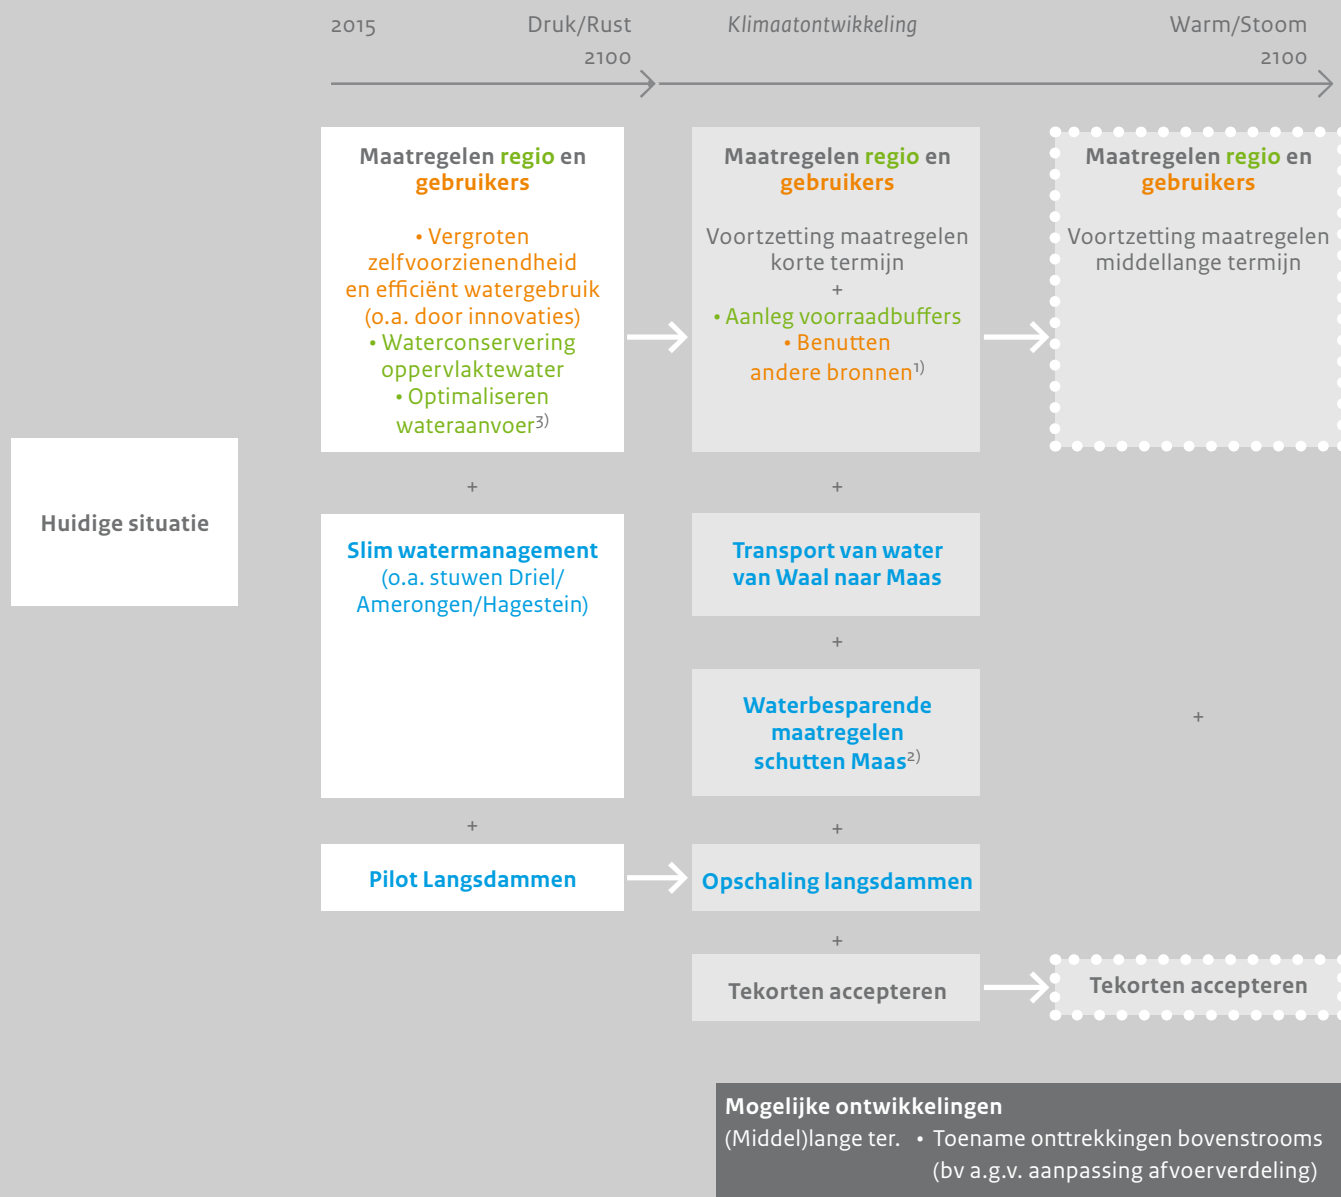 2015
Druk/Rust
2100
Klimaatontwikkeling
Warm/Stoom
2100
Huidige situatie
Maatregelen regio en
gebruikers
• Vergroten
zelfvoorzienendheid
en efficiënt watergebruik
(o.a. door innovaties)
• Waterconservering
oppervlaktewater
• Optimaliseren
wateraanvoer3)
+
Slim watermanagement
(o.a. stuwen Driel/
Amerongen/Hagestein)
+
Pilot Langsdammen
Maatregelen regio en
gebruikers
Voortzetting maatregelen
korte termijn
+
• Aanleg voorraadbuffers
• Benutten
andere bronnen1)
+
Transport van water
van Waal naar Maas
+
Waterbesparende
maatregelen
schutten Maas2)
+
Opschaling langsdammen
+
Tekorten accepteren
Maatregelen regio en
gebruikers
Voortzetting maatregelen
middellange termijn
+
Tekorten accepteren
Mogelijke ontwikkelingen
(Middel)lange ter. • Toename onttrekkingen bovenstrooms
(bv a.g.v. aanpassing afvoerverdeling)